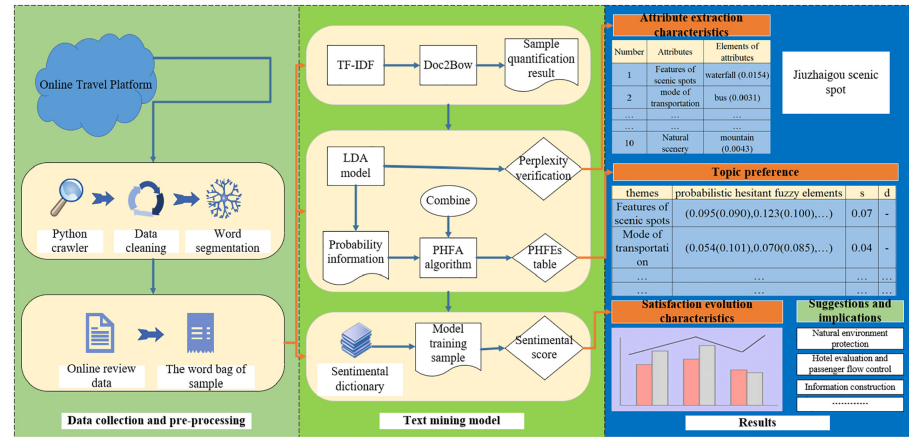 Online Travel Platform
Python
crawler
Data
cleaning
Word
segmentation
Online review
data
The word bag of
sample
Data collection and pre-processing
TF-IDF
Doc2Bow
Sample
quantification
result
LDA
model
Perplexity
verification
Combine
Probability
information
PHFA
algorithm
PHFEs
table
Sentimental
dictionary
Model
training
sample
Sentimental
score
Text mining model
Attribute extraction
characteristics
Number Attributes Elements of
attributes
1 Features of
scenic spots waterfall (0.0154)
2 mode of
transportation bus (0.0031)
... ... ...
... ... ...
10 Natural
scenery mountain
(0.0043)
Jiuzhaigou scenic
spot
Topic preference
themes probabilistic hesitant fuzzy elements s d
Features of
scenic spots (0.095(0.090),0.123(0.100),...) 0.07 -
Mode of
transportati
on (0.054(0.101),0.070(0.085),...) 0.04 -
... ... ...
... ... ...
Satisfaction evolution
characteristics
Suggestions and
implications
Natural environment
protection
Hotel evaluation and
passenger flow control
Information construction
............
Results